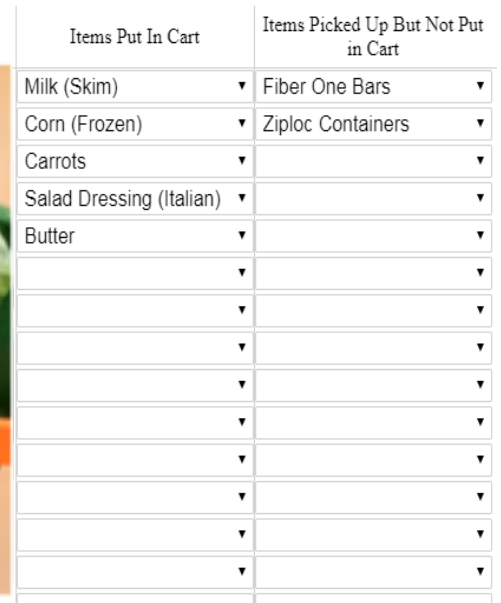 Items Put In Cart
Items Picked Up But Not Put
in Cart
Milk (Skim)
Fiber One Bars
Corn (Frozen)
Ziploc Containers
Carrots
Salad Dressing (Italian)
Butter